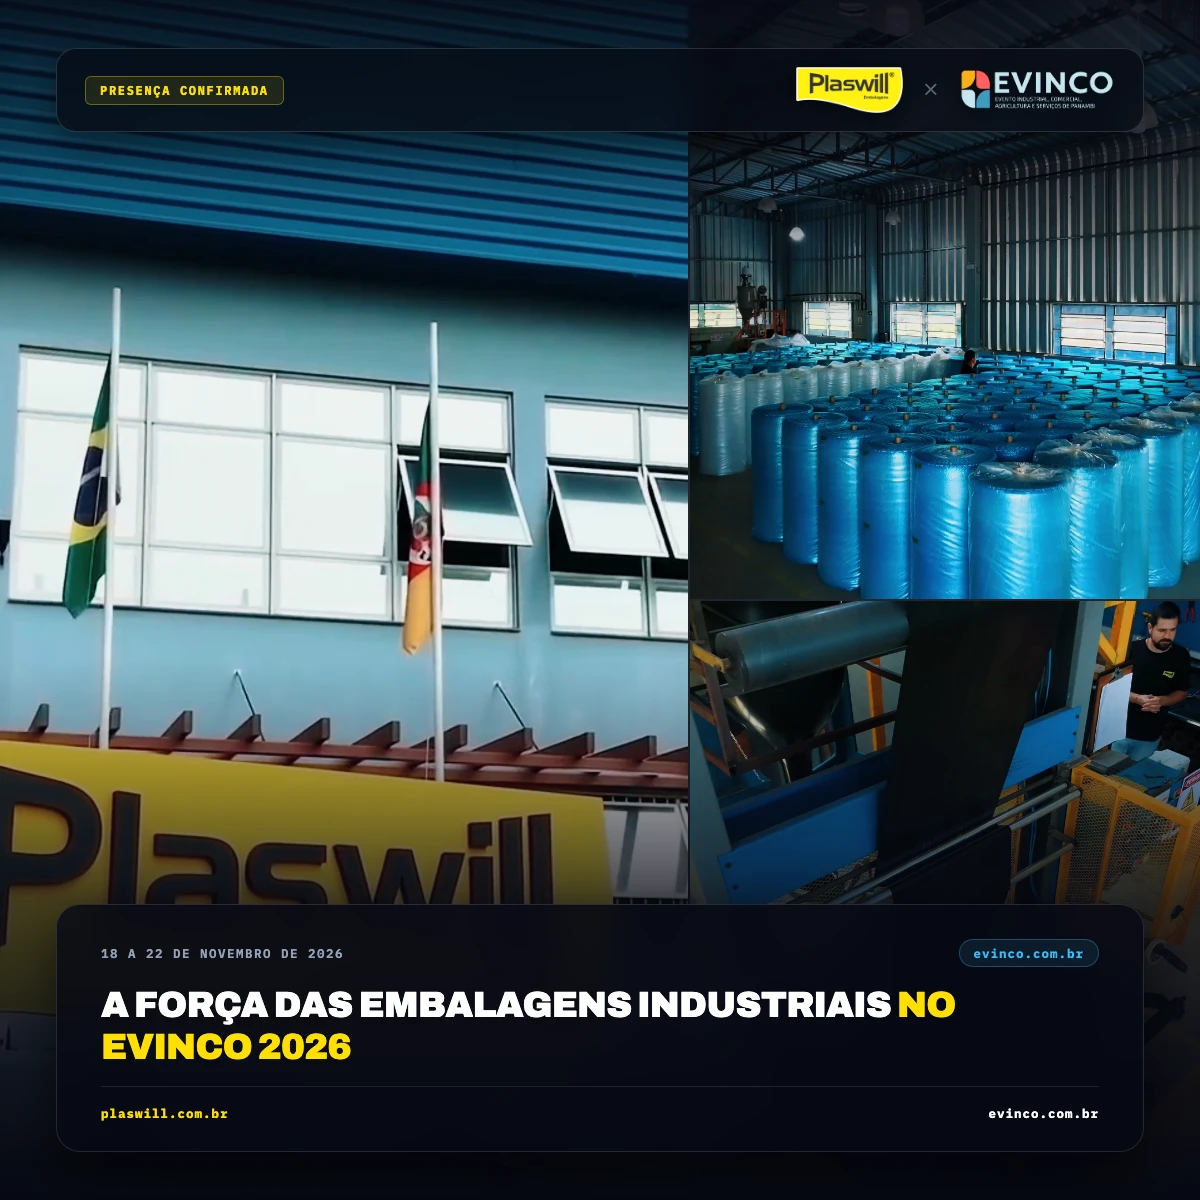 PRESENÇA CONFIRMADA
Plaswill®
Embalagens
×
EVINCO
EVENTO INDUSTRIAL, COMERCIAL,
AGRICULTURA E SERVIÇOS DE PANAMBI
Plaswill
18 A 22 DE NOVEMBRO DE 2026
evinco.com.br
A FORÇA DAS EMBALAGENS INDUSTRIAIS NO
EVINCO 2026
plaswill.com.br
evinco.com.br